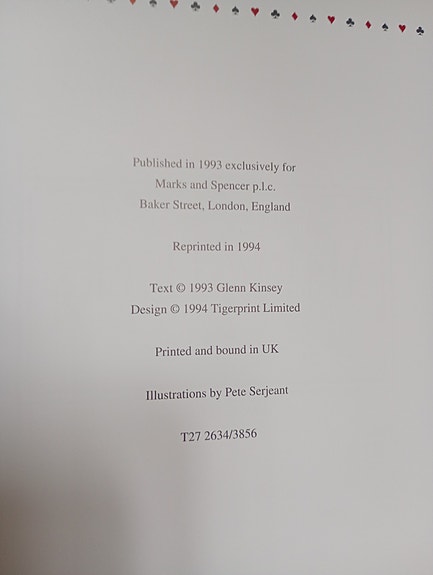 Published in 1993 exclusively for
Marks and Spencer p.l.c.
Baker Street, London, England
Reprinted in 1994
Text © 1993 Glenn Kinsey
Design © 1994 Tigerprint Limited
Printed and bound in UK
Illustrations by Pete Serjeant
T27 2634/3856